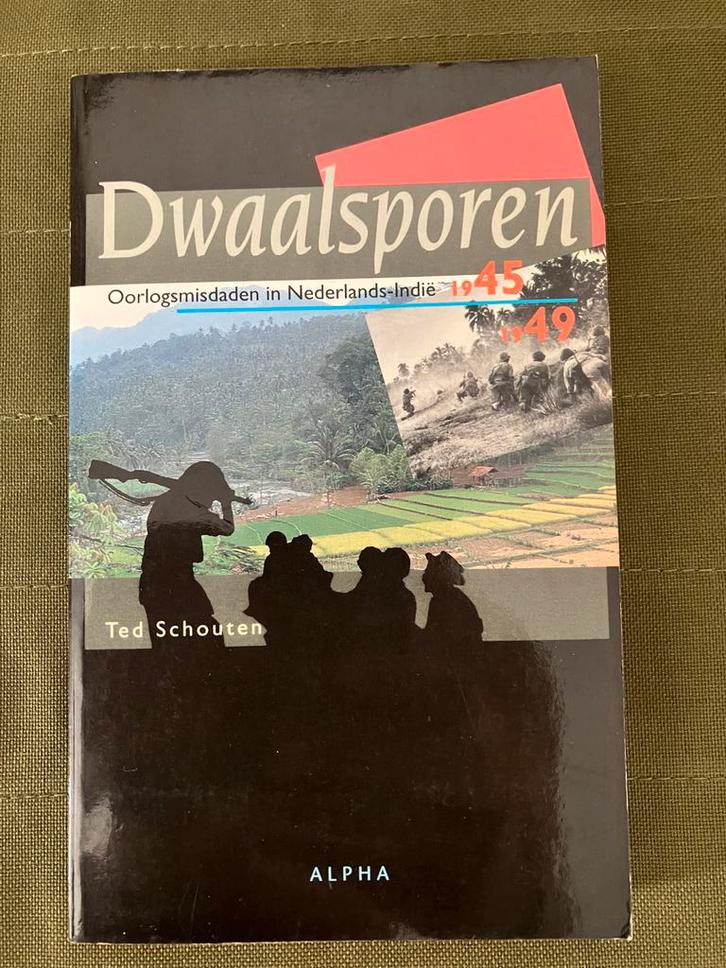 Dwaalsporen
Oorlogsmisdaden in Nederlands-Indië 1945
1949
Ted Schouten
ALPHA